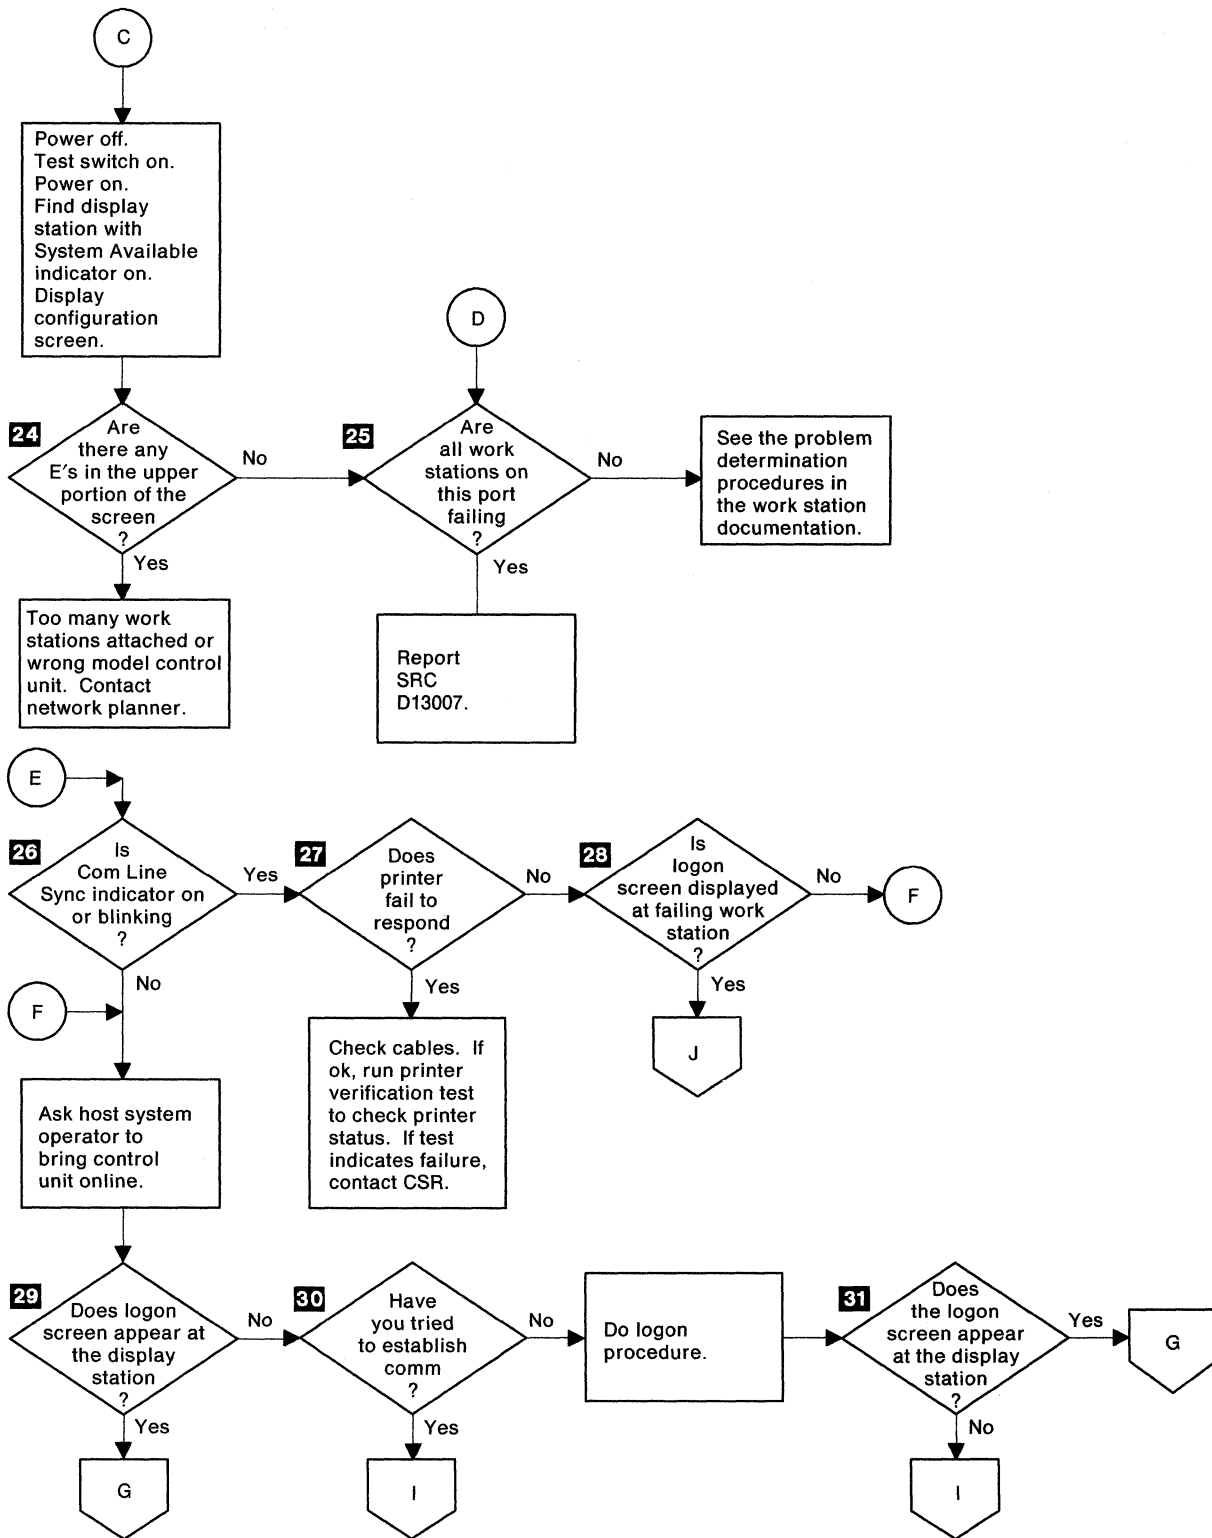 C
Power off.
Test switch on.
Power on.
Find display
station with
System Available
indicator on.
Display
configuration
screen.
D
24
Are
there any
E's in the upper
portion of the
screen
?
No
Yes
25
Are
all work
stations on
this port
failing
?
No
Yes
See the problem
determination
procedures in
the work station
documentation.
Too many work
stations attached or
wrong model control
unit. Contact
network planner.
Report
SRC
D13007.
E
26
Is
Com Line
Sync indicator on
or blinking
?
Yes
No
27
Does
printer
fail to
respond
?
No
Yes
28
Is
logon
screen displayed
at failing work
station
?
No
Yes
F
F
J
Check cables. If
ok, run printer
verification test
to check printer
status. If test
indicates failure,
contact CSR.
Ask host system
operator to
bring control
unit online.
29
Does logon
screen appear at
the display
station
?
No
Yes
30
Have
you tried
to establish
comm
?
No
Yes
Do logon
procedure.
31
Does
the logon
screen appear
at the display
station
?
Yes
No
G
G
I
I